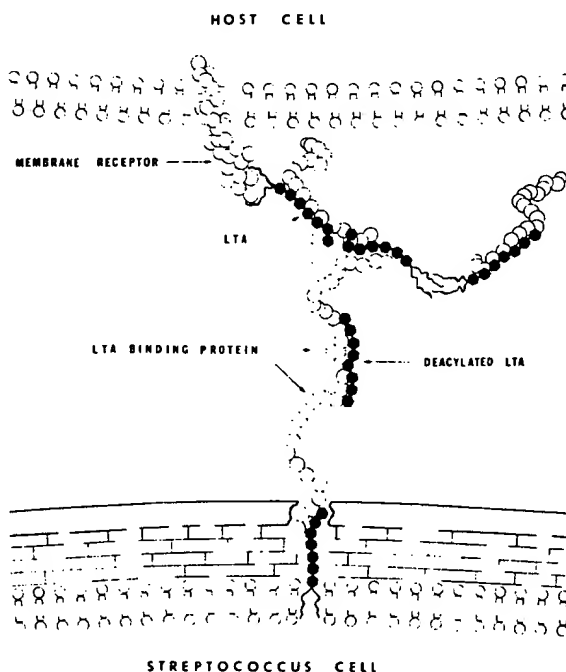 HOST CELL
MEMBRANE RECEPTOR
LTA
LTA BINDING PROTEIN
DEACYLATED LTA
STREPTOCOCCUS CELL